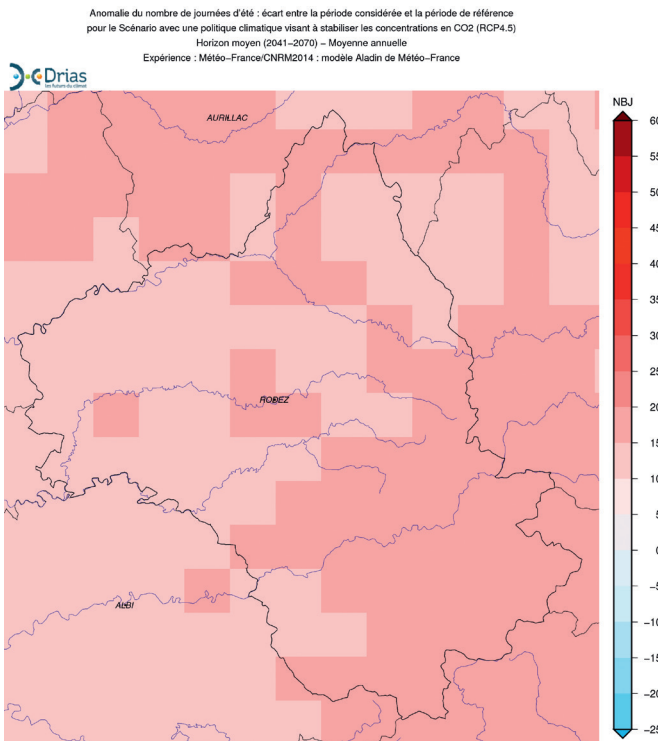 Anomalie du nombre de journées d'été : écart entre la période considérée et la période de référence
pour le Scénario avec une politique climatique visant à stabiliser les concentrations en CO2 (RCP4.5)
Horizon moyen (2041−2070) − Moyenne annuelle
Expérience : Météo−France/CNRM2014 : modèle Aladin de Météo−France
Drias
les futurs du climat
NBJ
AURILLAC
RODEZ
ALBI
60
55
50
45
40
35
30
25
20
15
10
5
0
−5
−10
−15
−20
−25